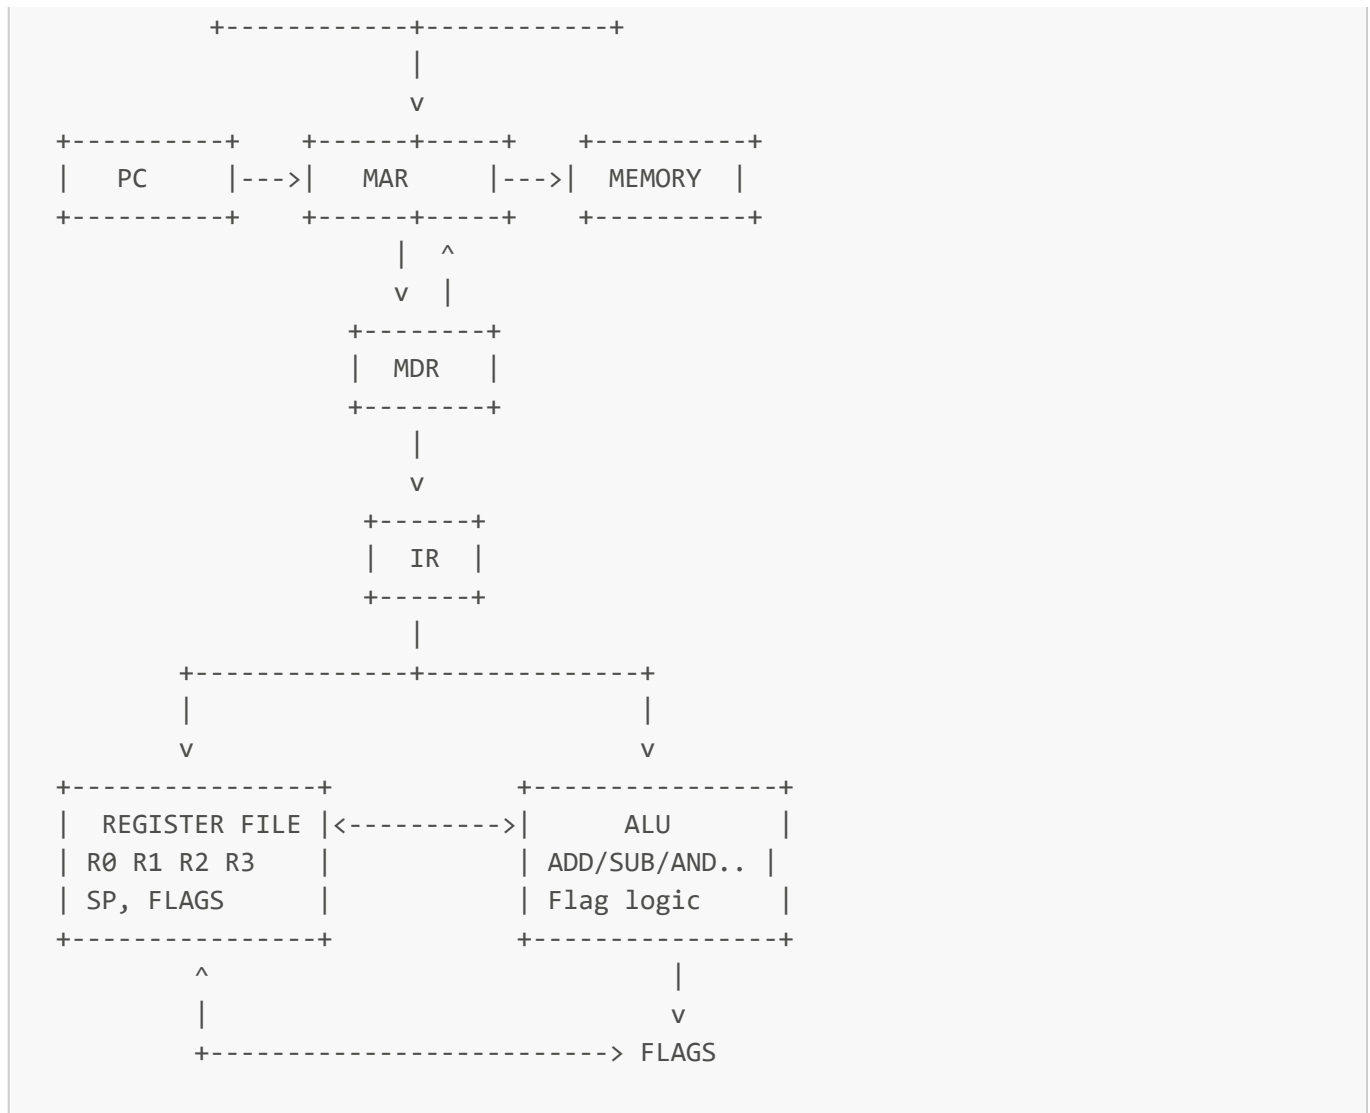 +------------+------------+
|
v
+----------+ +------+-----+ +----------+
| PC |--->| MAR |--->| MEMORY |
+----------+ +------+-----+ +----------+
| ^
v |
+--------+
| MDR |
+--------+
|
v
+------+
| IR |
+------+
|
+--------------+--------------+
| |
v v
+----------------+ +----------------+
| REGISTER FILE |<---------->| ALU |
| R0 R1 R2 R3 | | ADD/SUB/AND.. |
| SP, FLAGS | | Flag logic |
+----------------+ +----------------+
^ |
| v
+--------------------------> FLAGS